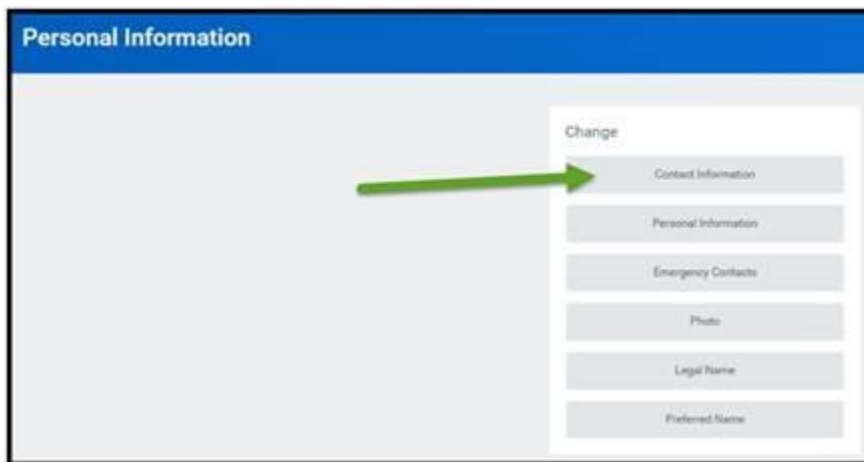 Personal Information
Change
Contact Information
Personal Information
Emergency Contacts
Photo
Legal Name
Preferred Name